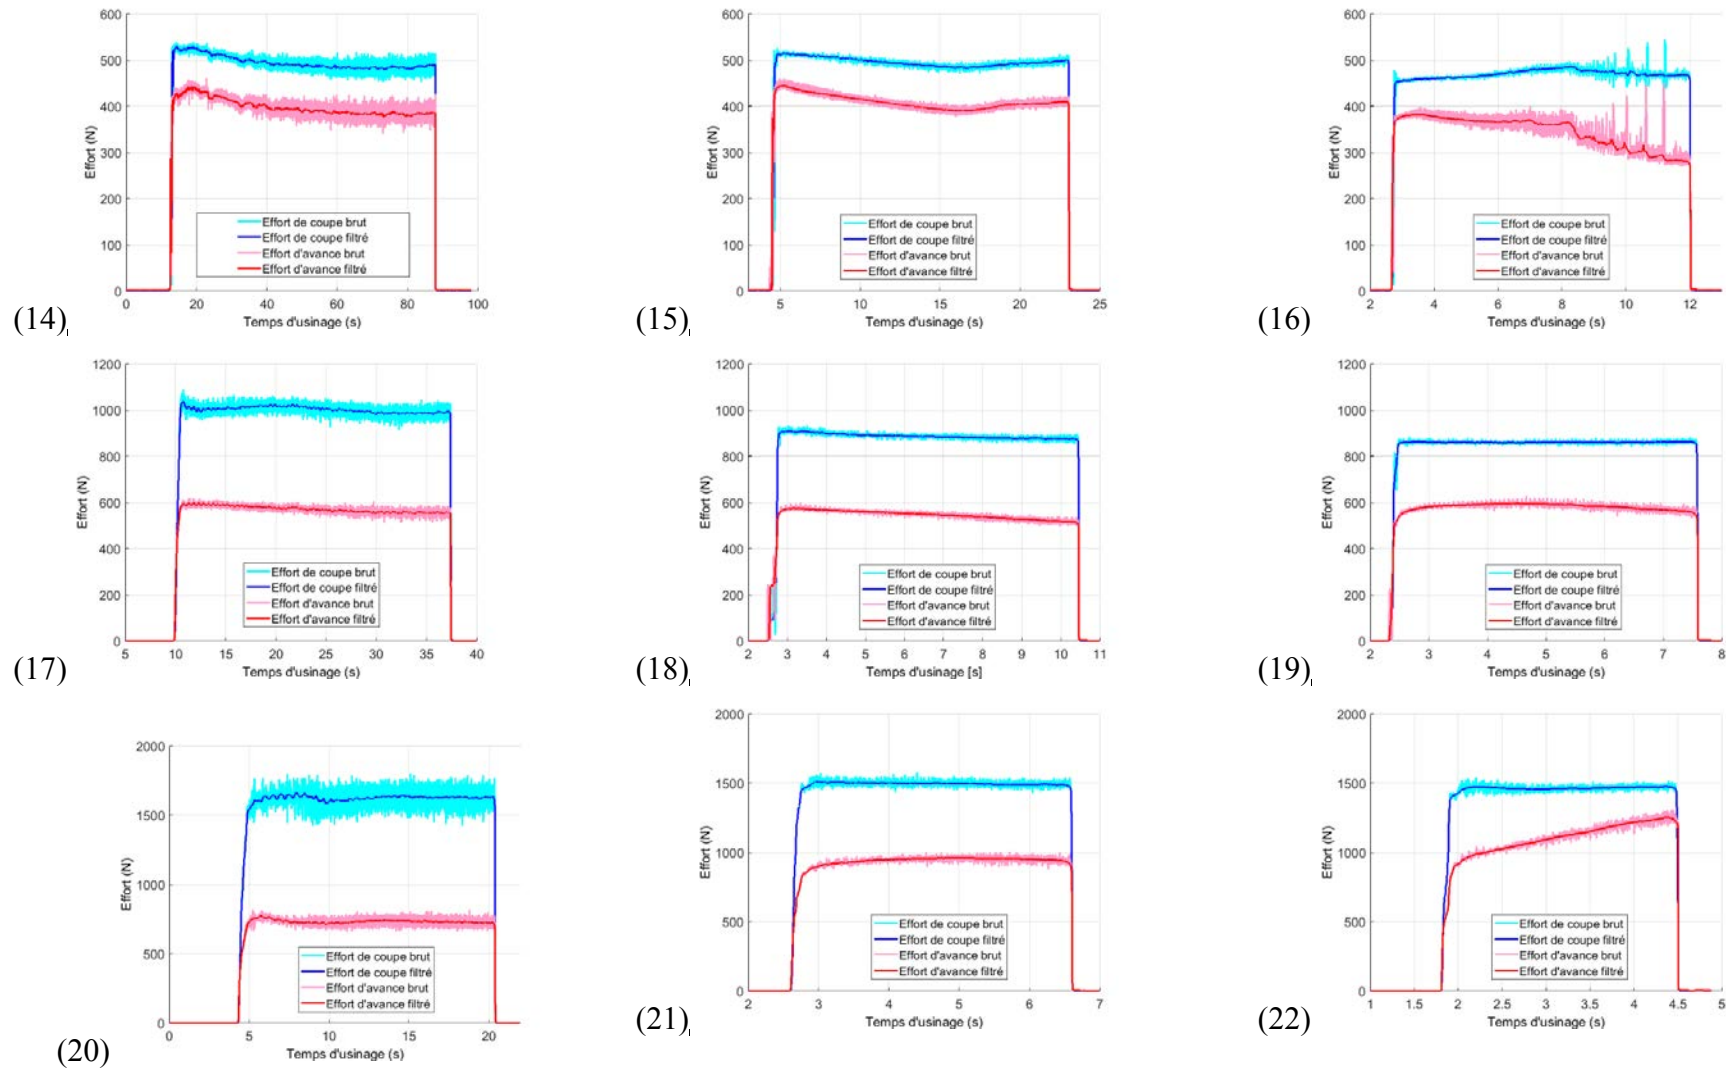 600
500
400
300
200
100
0
Effort (N)
Effort de coupe brut
Effort de coupe filtré
Effort d'avance brut
Effort d'avance filtré
0 20 40 60 80 100
Temps d'usinage (s)
(14)
600
500
400
300
200
100
0
Effort (N)
Effort de coupe brut
Effort de coupe filtré
Effort d'avance brut
Effort d'avance filtré
5 10 15 20 25
Temps d'usinage (s)
(15)
600
500
400
300
200
100
0
Effort (N)
Effort de coupe brut
Effort de coupe filtré
Effort d'avance brut
Effort d'avance filtré
2 4 6 8 10 12
Temps d'usinage (s)
(16)
1200
1000
800
600
400
200
0
Effort (N)
Effort de coupe brut
Effort de coupe filtré
Effort d'avance brut
Effort d'avance filtré
5 10 15 20 25 30 35 40
Temps d'usinage (s)
(17)
1200
1000
800
600
400
200
0
Effort (N)
Effort de coupe brut
Effort de coupe filtré
Effort d'avance brut
Effort d'avance filtré
2 3 4 5 6 7 8 9 10 11
Temps d'usinage [s]
(18)
1200
1000
800
600
400
200
0
Effort (N)
Effort de coupe brut
Effort de coupe filtré
Effort d'avance brut
Effort d'avance filtré
2 3 4 5 6 7 8
Temps d'usinage (s)
(19)
2000
1500
1000
500
0
Effort (N)
Effort de coupe brut
Effort de coupe filtré
Effort d'avance brut
Effort d'avance filtré
0 5 10 15 20
Temps d'usinage (s)
(20)
2000
1500
1000
500
0
Effort (N)
Effort de coupe brut
Effort de coupe filtré
Effort d'avance brut
Effort d'avance filtré
2 3 4 5 6 7
Temps d'usinage (s)
(21)
2000
1500
1000
500
0
Effort (N)
Effort de coupe brut
Effort de coupe filtré
Effort d'avance brut
Effort d'avance filtré
1 1.5 2 2.5 3 3.5 4 4.5 5
Temps d'usinage (s)
(22)